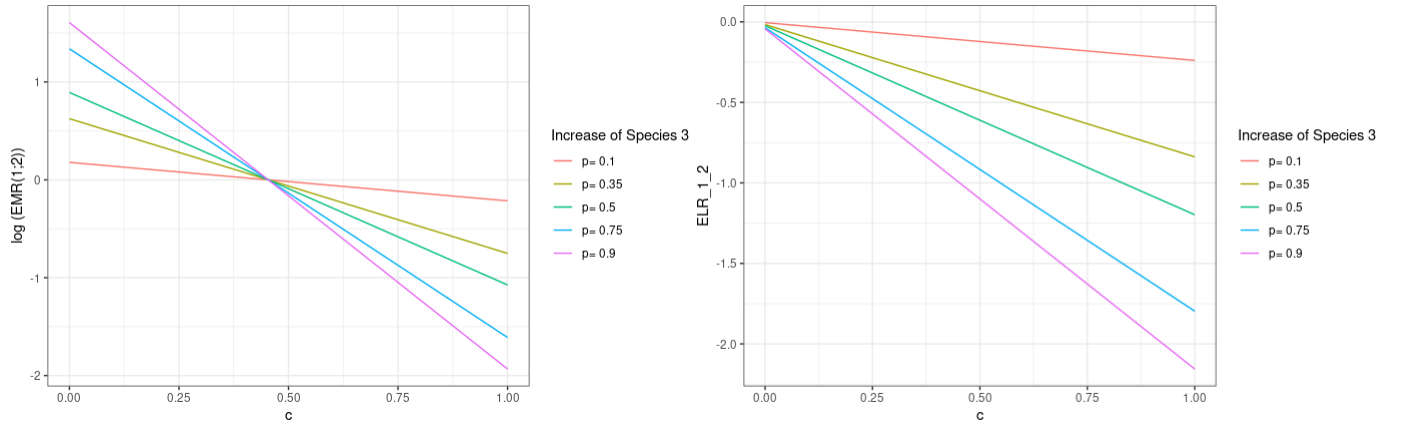 1
0
-1
-2
log (EMR(1;2))
0.00
0.25
0.50
0.75
1.00
c
Increase of Species 3
p= 0.1
p= 0.35
p= 0.5
p= 0.75
p= 0.9
0.0
-0.5
-1.0
-1.5
-2.0
ELR_1_2
0.00
0.25
0.50
0.75
1.00
c
Increase of Species 3
p= 0.1
p= 0.35
p= 0.5
p= 0.75
p= 0.9